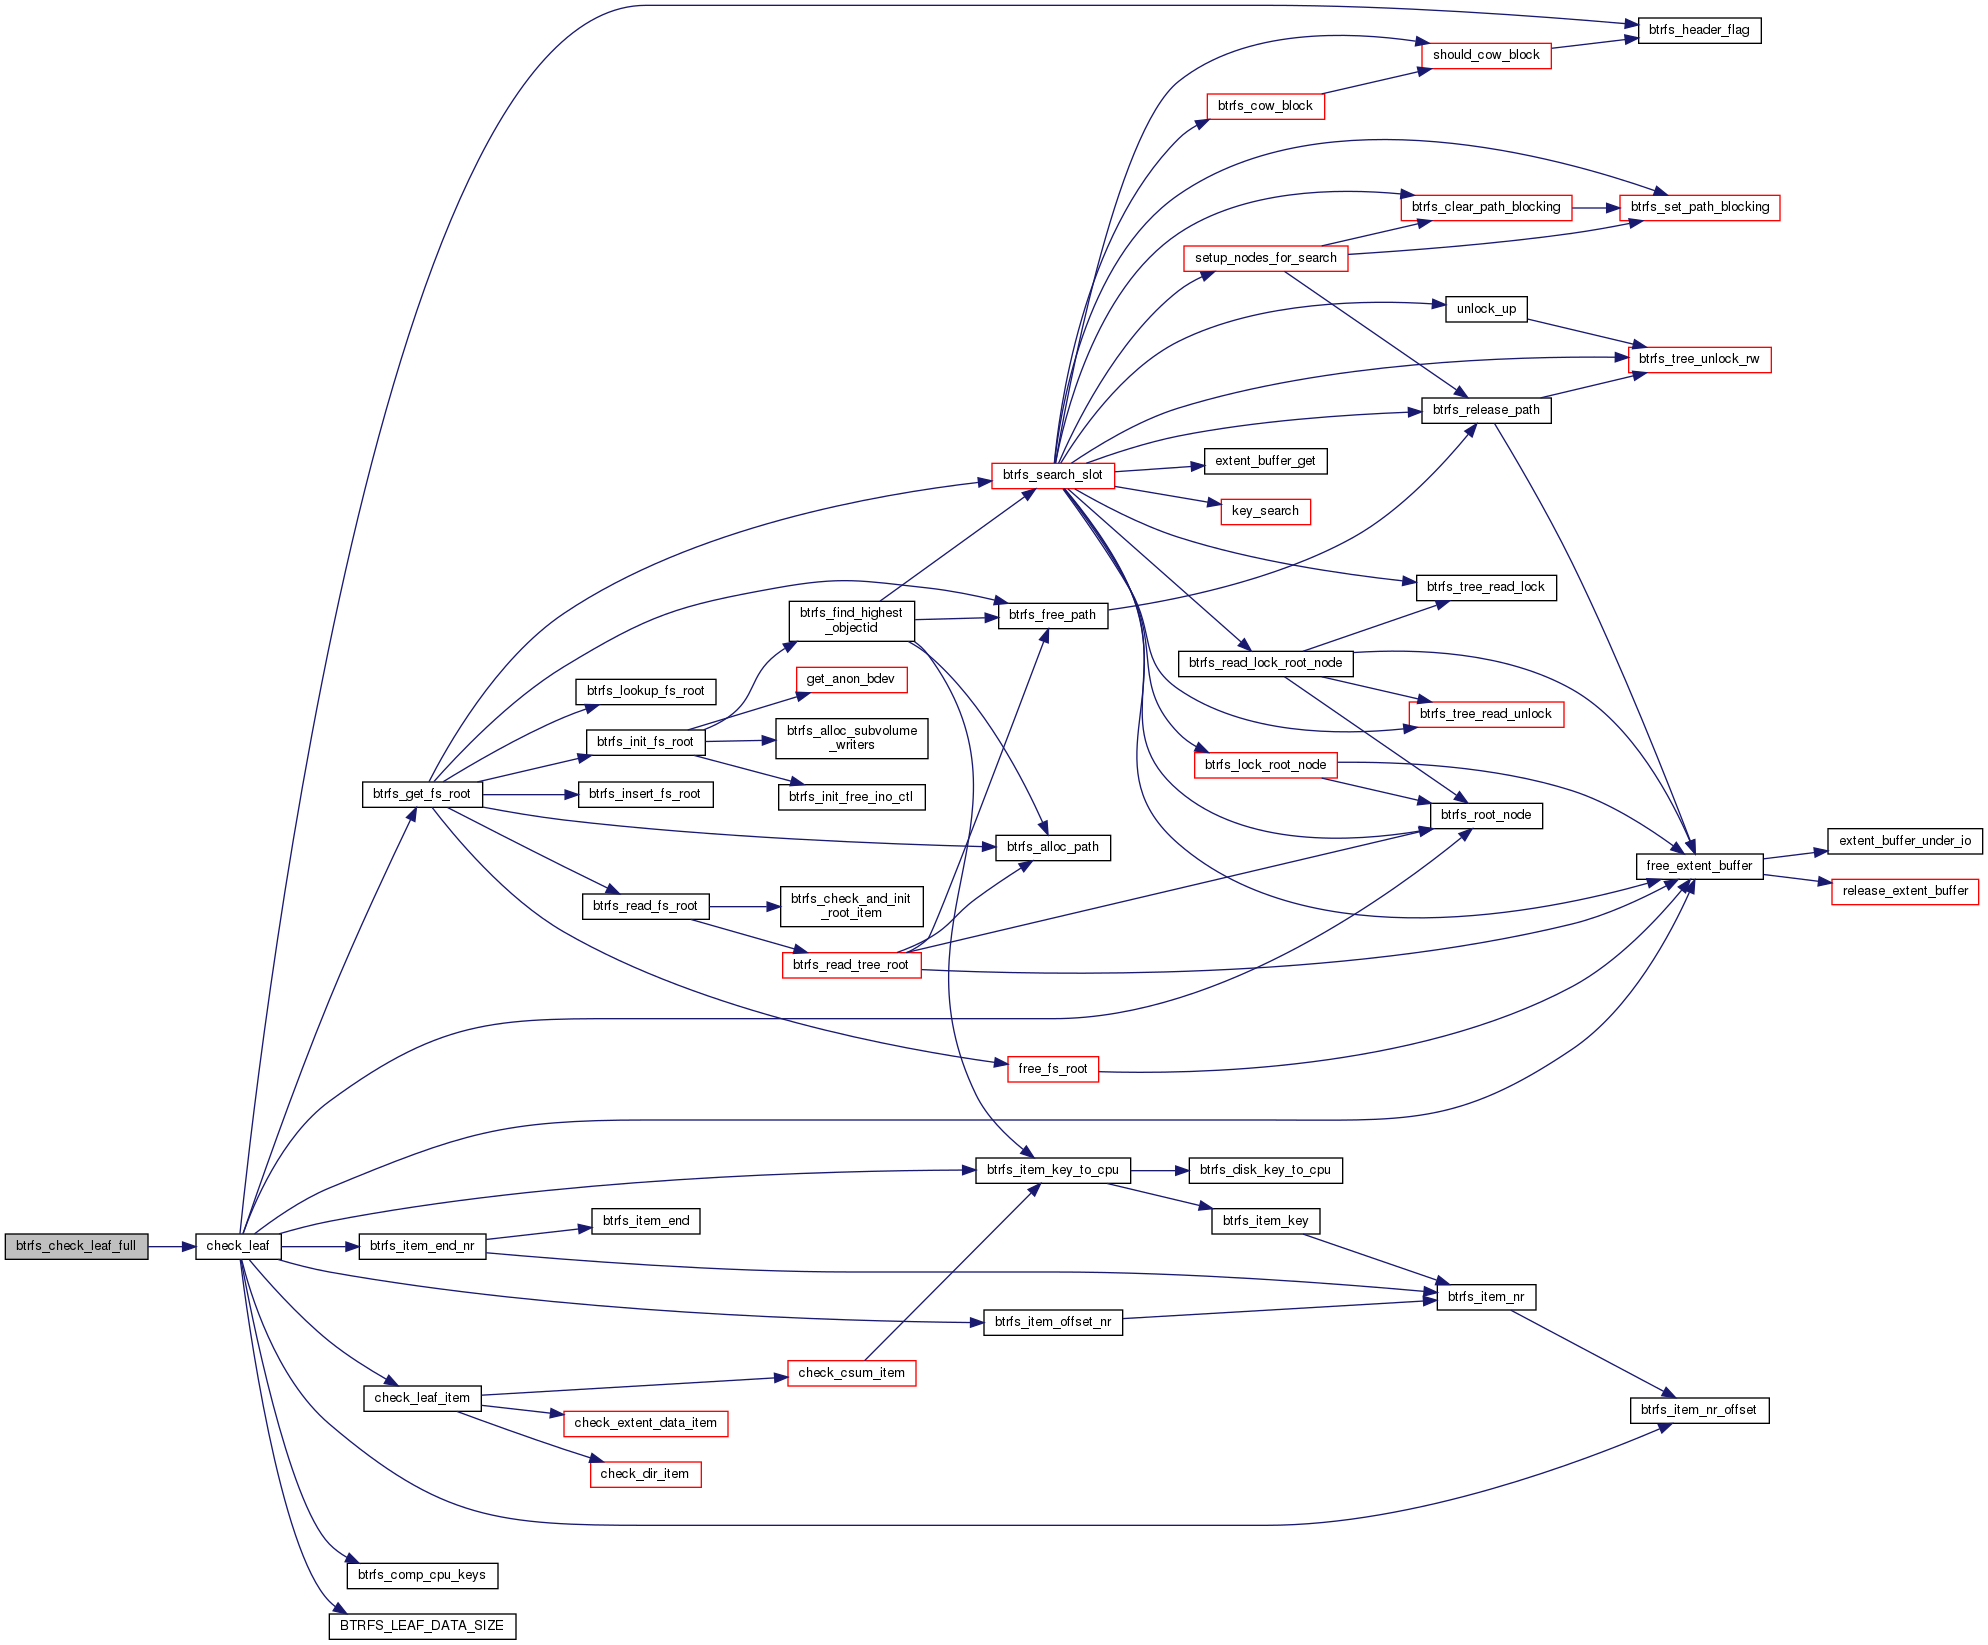 btrfs_header_flag
should_cow_block
btrfs_cow_block
btrfs_clear_path_blocking
btrfs_set_path_blocking
setup_nodes_for_search
unlock_up
btrfs_tree_unlock_rw
btrfs_release_path
extent_buffer_get
btrfs_search_slot
key_search
btrfs_tree_read_lock
btrfs_find_highest
_objectid
btrfs_free_path
btrfs_read_lock_root_node
get_anon_bdev
btrfs_lookup_fs_root
btrfs_tree_read_unlock
btrfs_alloc_subvolume
_writers
btrfs_init_fs_root
btrfs_lock_root_node
btrfs_get_fs_root
btrfs_insert_fs_root
btrfs_init_free_ino_ctl
btrfs_root_node
btrfs_alloc_path
extent_buffer_under_io
free_extent_buffer
release_extent_buffer
btrfs_read_fs_root
btrfs_check_and_init
_root_item
btrfs_read_tree_root
free_fs_root
btrfs_item_key_to_cpu
btrfs_disk_key_to_cpu
btrfs_item_end
btrfs_item_key
btrfs_check_leaf_full
check_leaf
btrfs_item_end_nr
btrfs_item_nr
btrfs_item_offset_nr
check_csum_item
check_leaf_item
btrfs_item_nr_offset
check_extent_data_item
check_dir_item
btrfs_comp_cpu_keys
BTRFS_LEAF_DATA_SIZE